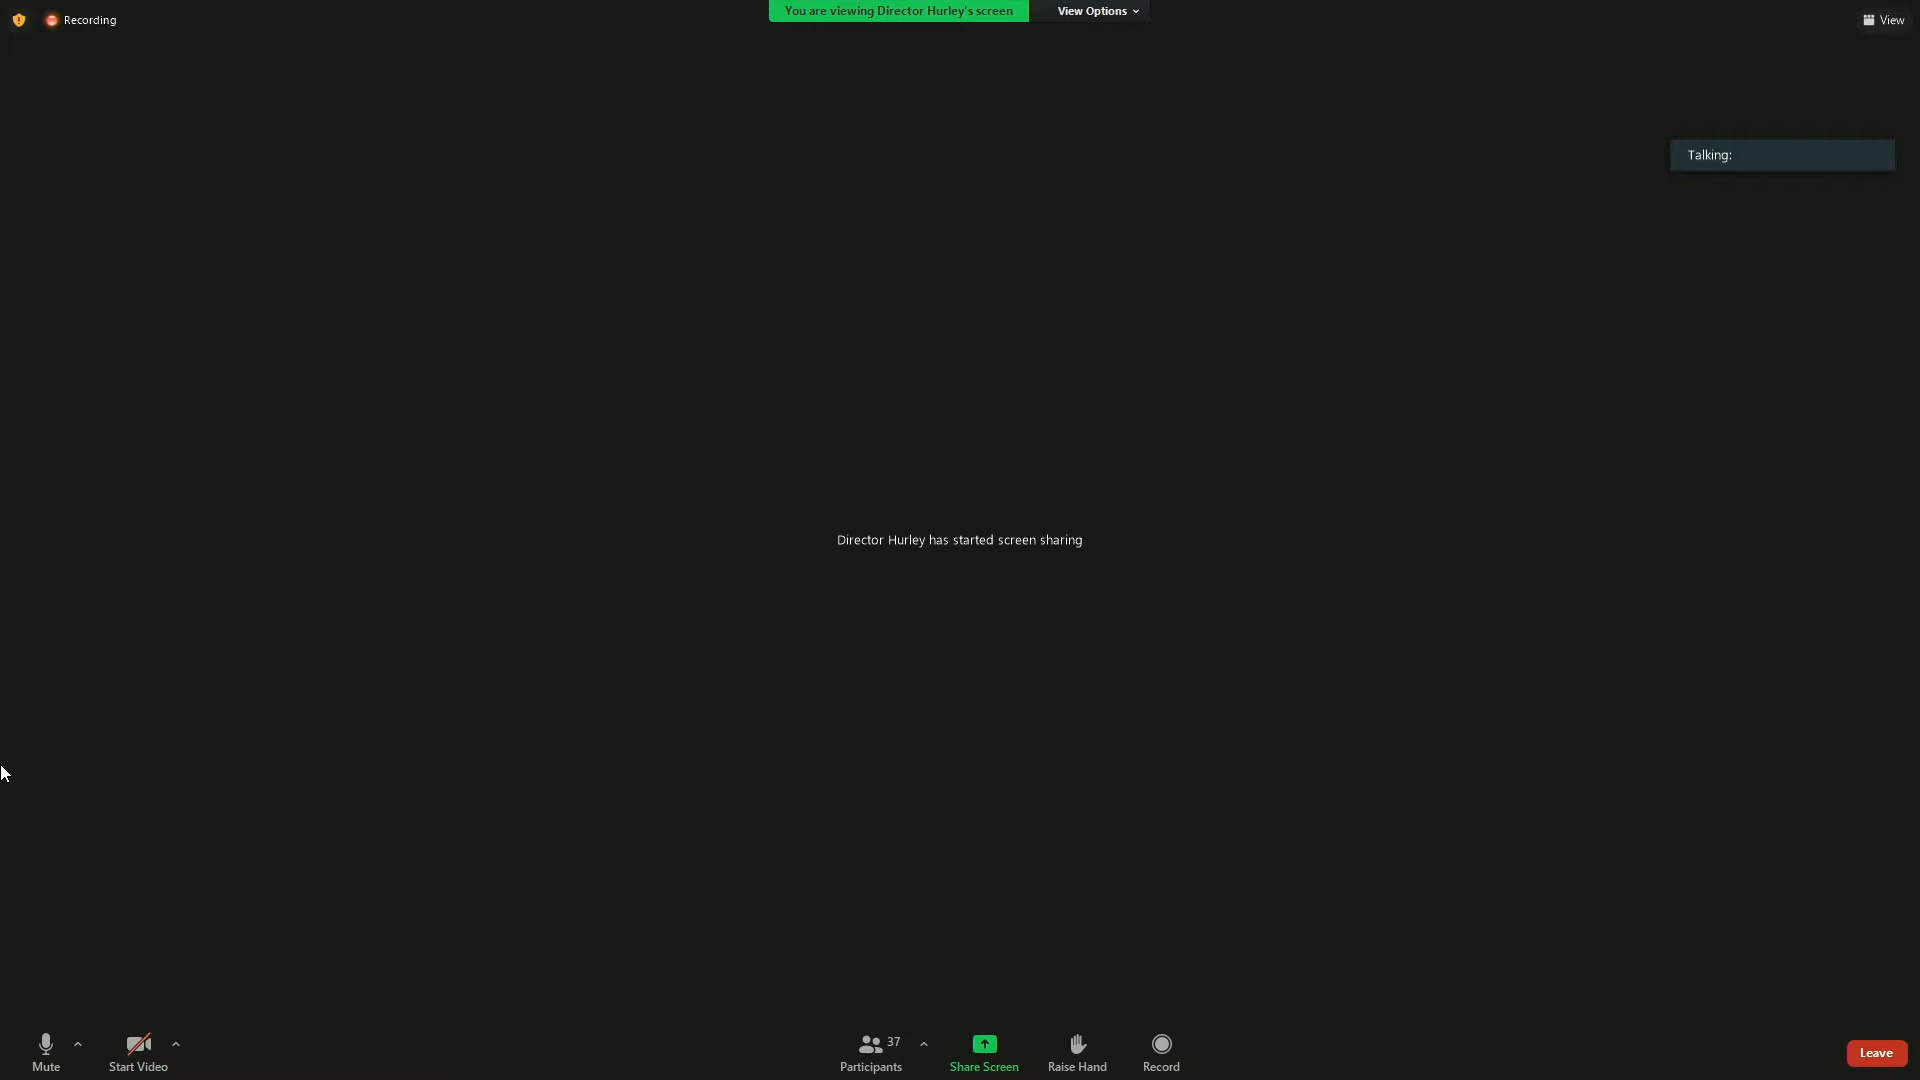 Recording
You are viewing Director Hurley's screen
View Options
View
Talking:
Director Hurley has started screen sharing
Mute
Start Video
37
Participants
Share Screen
Raise Hand
Record
Leave